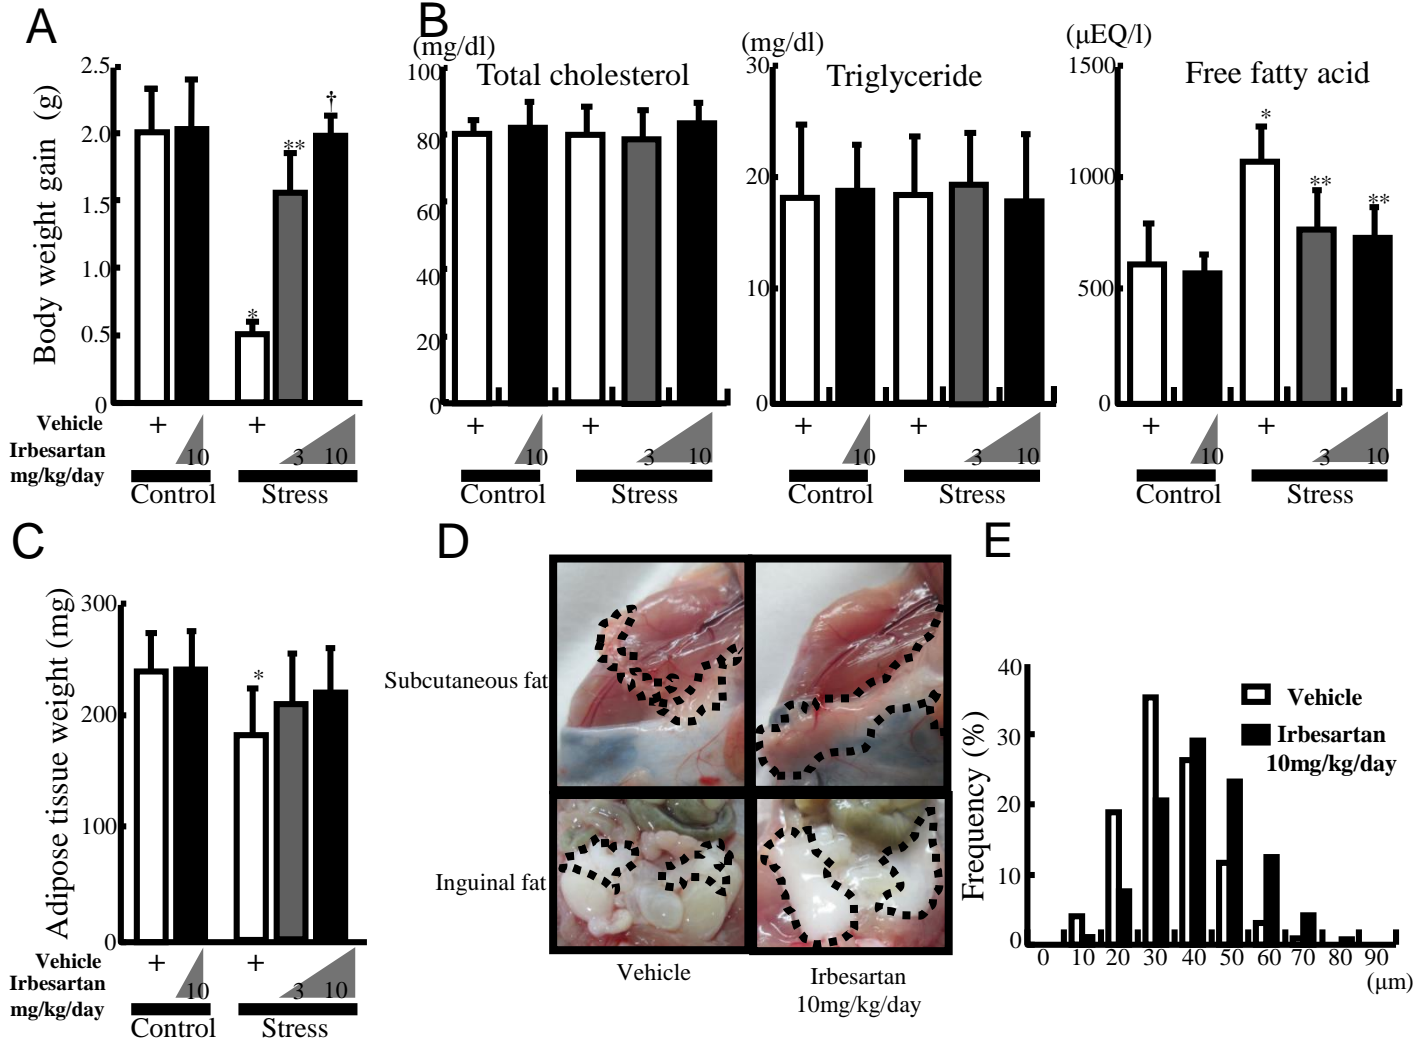 A
Body weight gain (g)
2.5
2.0
1.5
1.0
0.5
0
*
**
†
Vehicle + +
Irbesartan
mg/kg/day
10 3 10
Control Stress
B
(mg/dl)
Total cholesterol
100
80
60
40
20
0
+ +
10 3 10
Control Stress
(mg/dl)
Triglyceride
30
20
10
0
+ +
10 3 10
Control Stress
(μEQ/l)
Free fatty acid
1500
1000
500
0
*
**
**
+ +
10 3 10
Control Stress
C
Adipose tissue weight (mg)
300
200
100
0
*
Vehicle + +
Irbesartan
mg/kg/day
10 3 10
Control Stress
D
Subcutaneous fat
Inguinal fat
Vehicle
Irbesartan
10mg/kg/day
E
Frequency (%)
40
30
20
10
0
Vehicle
Irbesartan
10mg/kg/day
0 10 20 30 40 50 60 70 80 90
(μm)